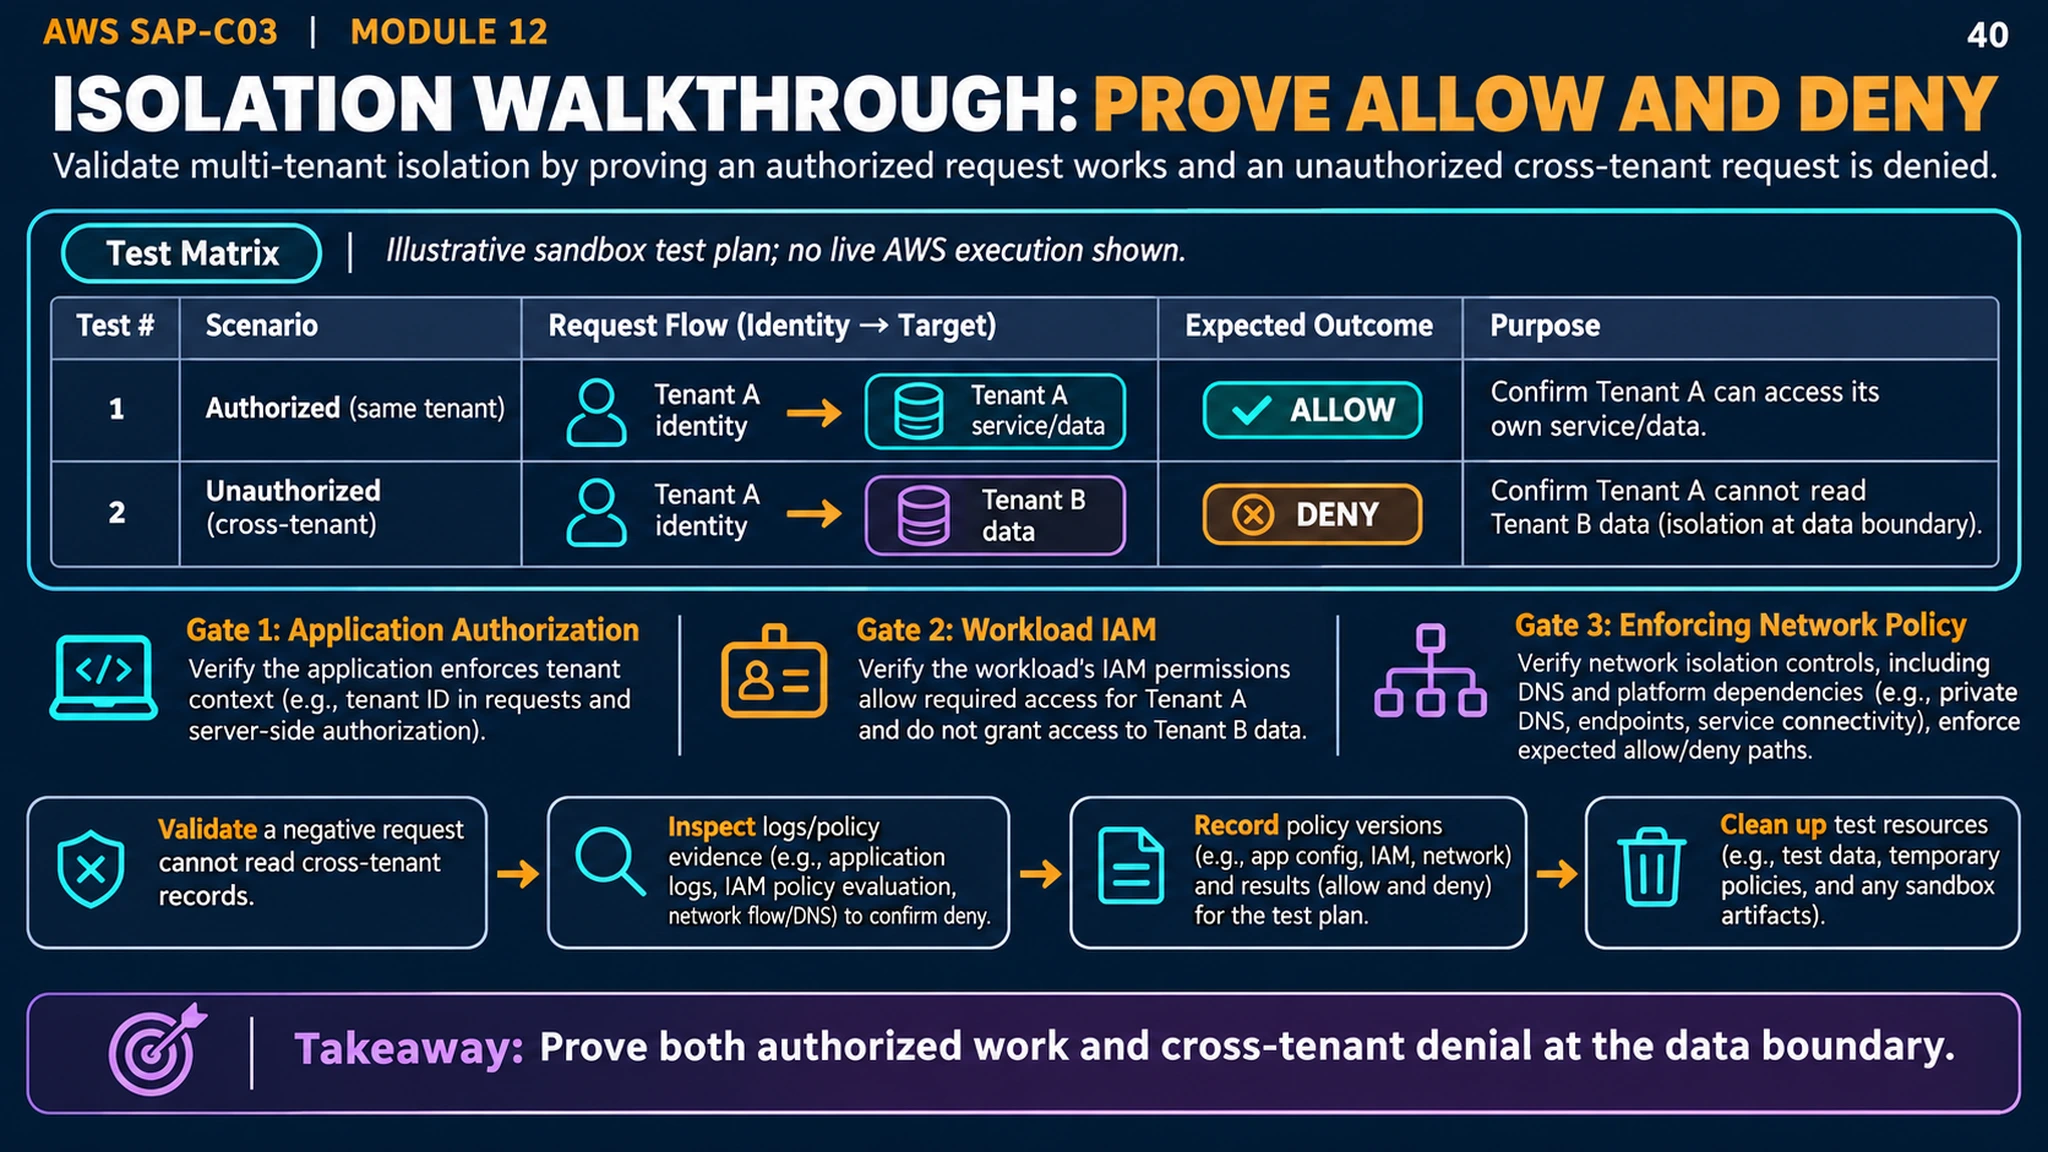 AWS SAP-C03 | MODULE 12
40
ISOLATION WALKTHROUGH: PROVE ALLOW AND DENY
Validate multi-tenant isolation by proving an authorized request works and an unauthorized cross-tenant request is denied.
Test Matrix | Illustrative sandbox test plan; no live AWS execution shown.
Test #
Scenario
Request Flow (Identity → Target)
Expected Outcome
Purpose
1
Authorized (same tenant)
Tenant A
identity
Tenant A
service/data
ALLOW
Confirm Tenant A can access its
own service/data.
2
Unauthorized
(cross-tenant)
Tenant A
identity
Tenant B
data
DENY
Confirm Tenant A cannot read
Tenant B data (isolation at data boundary).
Gate 1: Application Authorization
Verify the application enforces tenant
context (e.g., tenant ID in requests and
server-side authorization).
Gate 2: Workload IAM
Verify the workload's IAM permissions
allow required access for Tenant A
and do not grant access to Tenant B data.
Gate 3: Enforcing Network Policy
Verify network isolation controls, including
DNS and platform dependencies (e.g., private
DNS, endpoints, service connectivity), enforce
expected allow/deny paths.
Validate a negative request
cannot read cross-tenant
records.
Inspect logs/policy
evidence (e.g., application
logs, IAM policy evaluation,
network flow/DNS) to confirm deny.
Record policy versions
(e.g., app config, IAM, network)
and results (allow and deny)
for the test plan.
Clean up test resources
(e.g., test data, temporary
policies, and any sandbox
artifacts).
Takeaway: Prove both authorized work and cross-tenant denial at the data boundary.